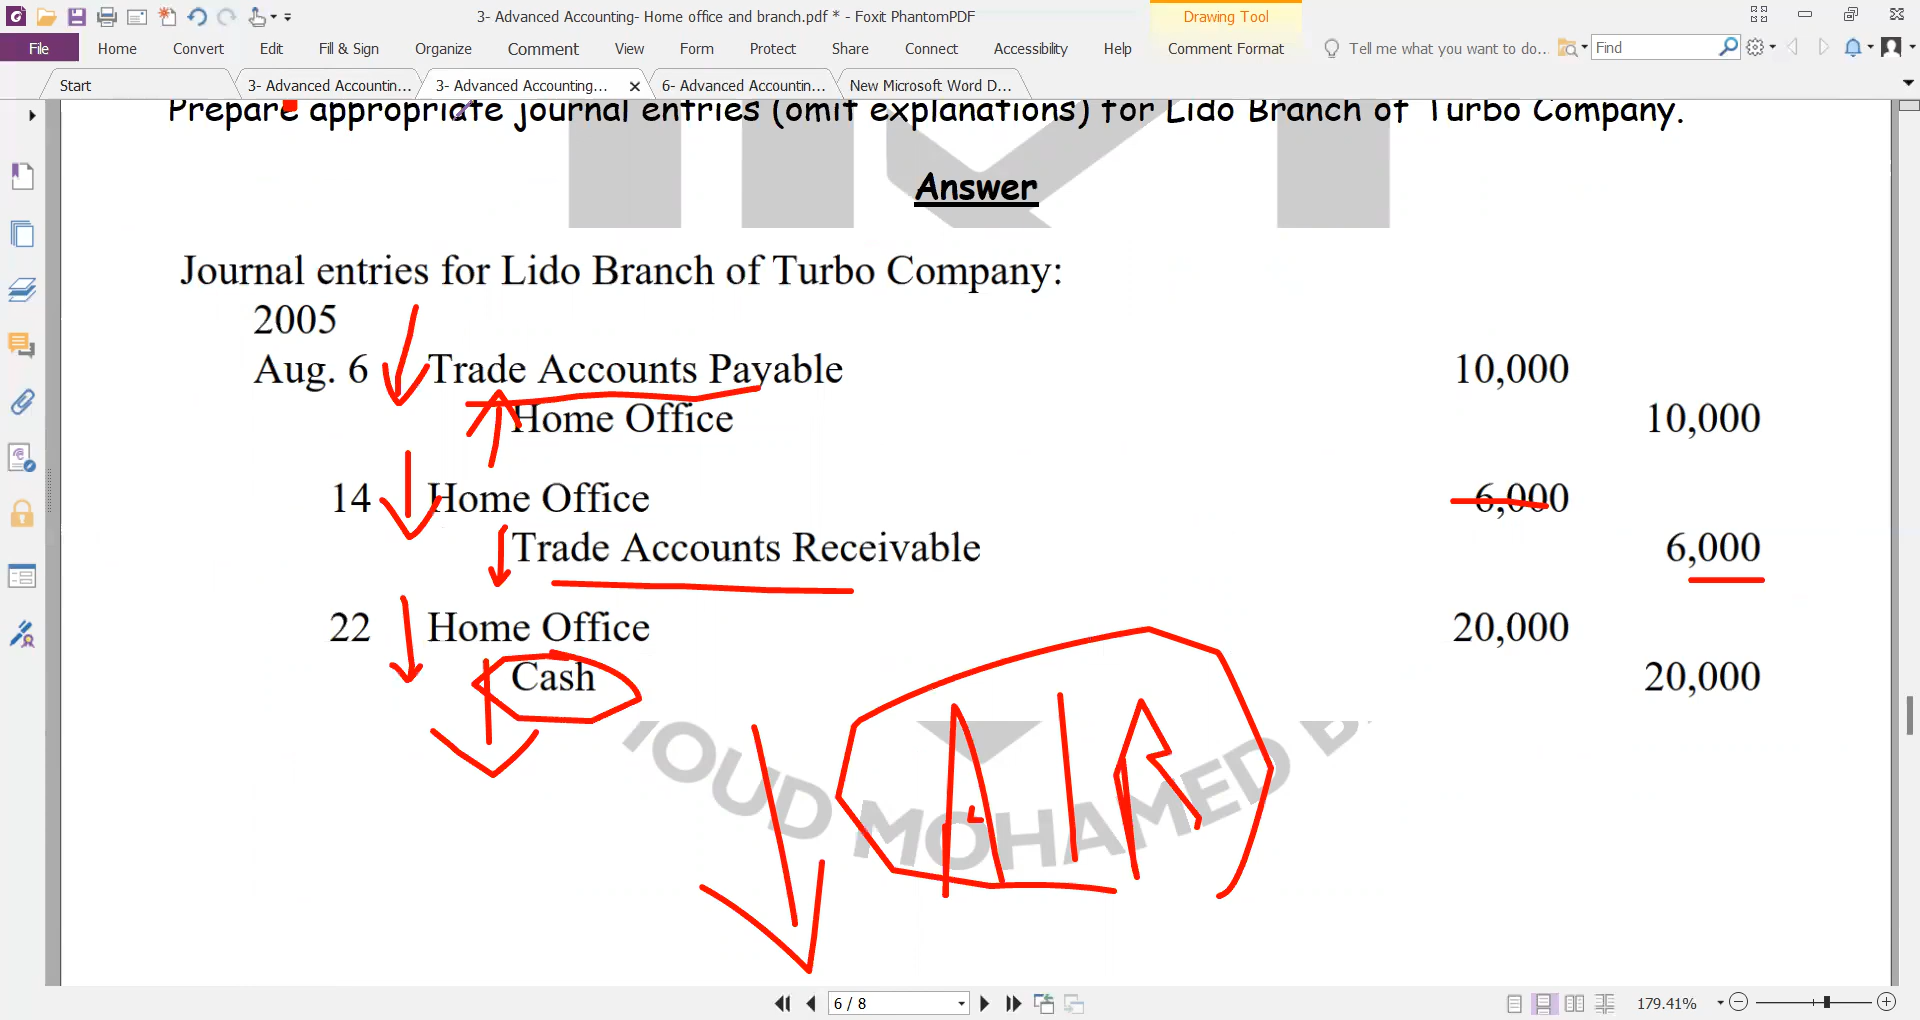 3- Advanced Accounting- Home office and branch.pdf * - Foxit PhantomPDF
Drawing Tool
File Home Convert Edit Fill & Sign Organize Comment View Form Protect Share Connect Accessibility Help Comment Format Tell me what you want to do... Find
Start 3- Advanced Accountin... 3- Advanced Accounting... 6- Advanced Accountin... New Microsoft Word D...
Prepare appropriate journal entries (omit explanations) for Lido Branch of Turbo Company.
Answer
Journal entries for Lido Branch of Turbo Company:
2005
Aug. 6 Trade Accounts Payable 10,000
Home Office 10,000
14 Home Office 6,000
Trade Accounts Receivable 6,000
22 Home Office 20,000
Cash 20,000
A/R
OUD MOHAMED
6 / 8
179.41%